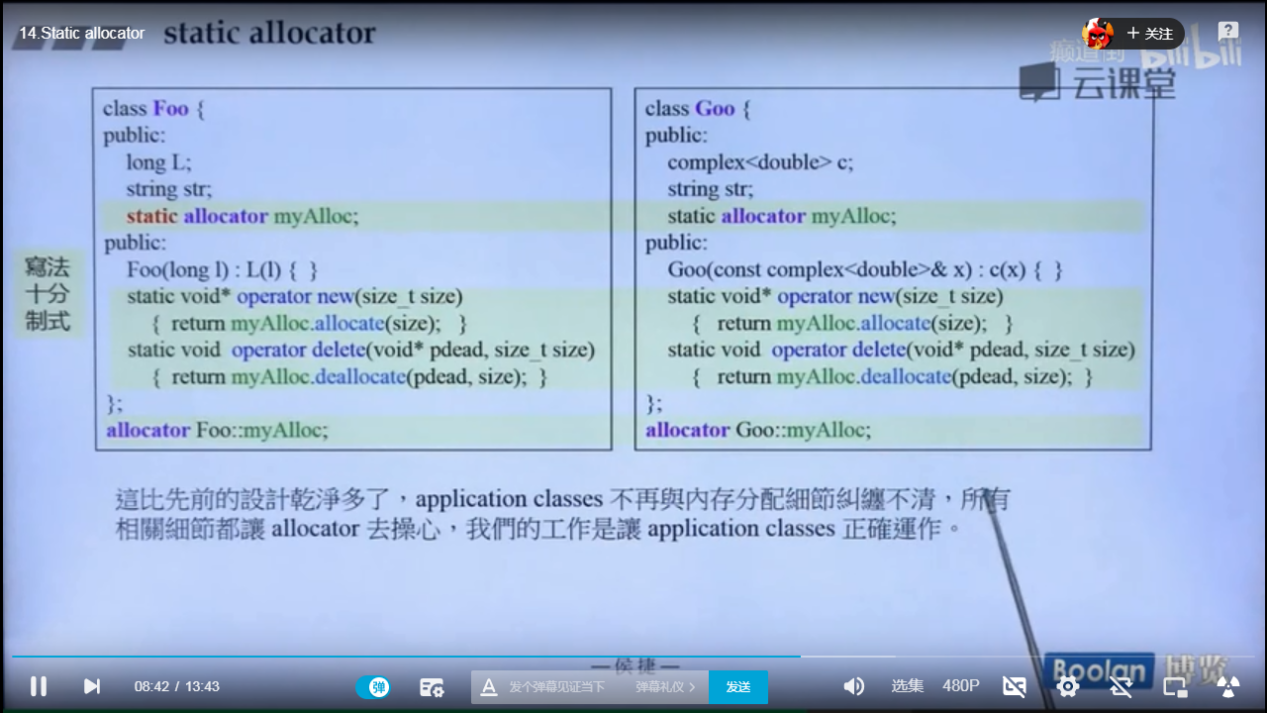 14.Static allocator
static allocator
+ 关注
癫道倒
bilibili
云课堂
寫法
十分
制式
class Foo {
public:
long L;
string str;
static allocator myAlloc;
public:
Foo(long l) : L(l) { }
static void* operator new(size_t size)
{ return myAlloc.allocate(size); }
static void operator delete(void* pdead, size_t size)
{ return myAlloc.deallocate(pdead, size); }
};
allocator Foo::myAlloc;
class Goo {
public:
complex<double> c;
string str;
static allocator myAlloc;
public:
Goo(const complex<double>& x) : c(x) { }
static void* operator new(size_t size)
{ return myAlloc.allocate(size); }
static void operator delete(void* pdead, size_t size)
{ return myAlloc.deallocate(pdead, size); }
};
allocator Goo::myAlloc;
這比先前的設計乾淨多了，application classes 不再與內存分配細節糾纏不清，所有
相關細節都讓 allocator 去操心，我們的工作是讓 application classes 正確運作。
— 侯捷 —
Boolan 博览
08:42 / 13:43
弹
A 发个弹幕见证当下
弹幕礼仪 >
发送
选集
480P